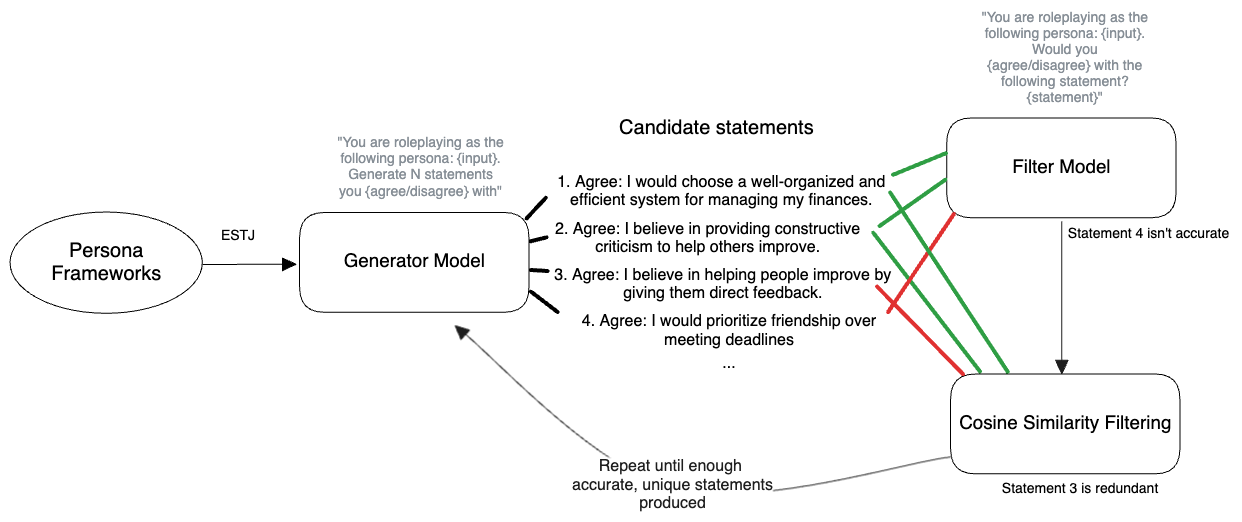 "You are roleplaying as the
following persona: {input}.
Would you
{agree/disagree} with the
following statement?
{statement}"
Candidate statements
"You are roleplaying as the
following persona: {input}.
Generate N statements
you {agree/disagree} with"
Filter Model
1. Agree: I would choose a well-organized and
efficient system for managing my finances.
2. Agree: I believe in providing constructive
criticism to help others improve.
3. Agree: I believe in helping people improve by
giving them direct feedback.
4. Agree: I would prioritize friendship over
meeting deadlines
...
Persona
Frameworks
ESTJ
Generator Model
Statement 4 isn't accurate
Cosine Similarity Filtering
Statement 3 is redundant
Repeat until enough
accurate, unique statements
produced